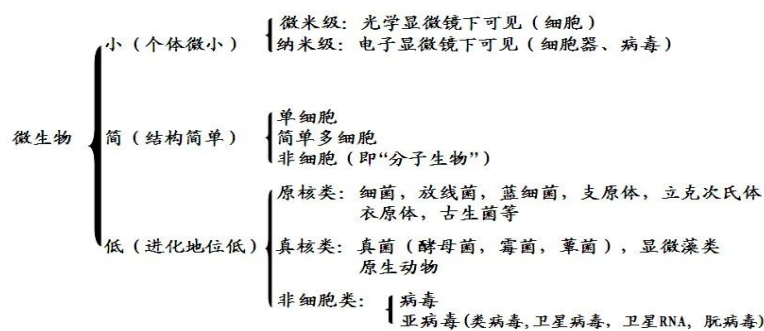 微米级：光学显微镜下可见（细胞）
小（个体微小）
纳米级：电子显微镜下可见（细胞器、病毒）
单细胞
微生物
简（结构简单）
简单多细胞
非细胞（即“分子生物”）
原核类：细菌，放线菌，蓝细菌，支原体，立克次氏体
衣原体，古生菌等
低（进化地位低）
真核类：真菌（酵母菌，霉菌，蕈菌），显微藻类
原生动物
非细胞类：
病毒
亚病毒(类病毒,卫星病毒，卫星RNA，朊病毒)